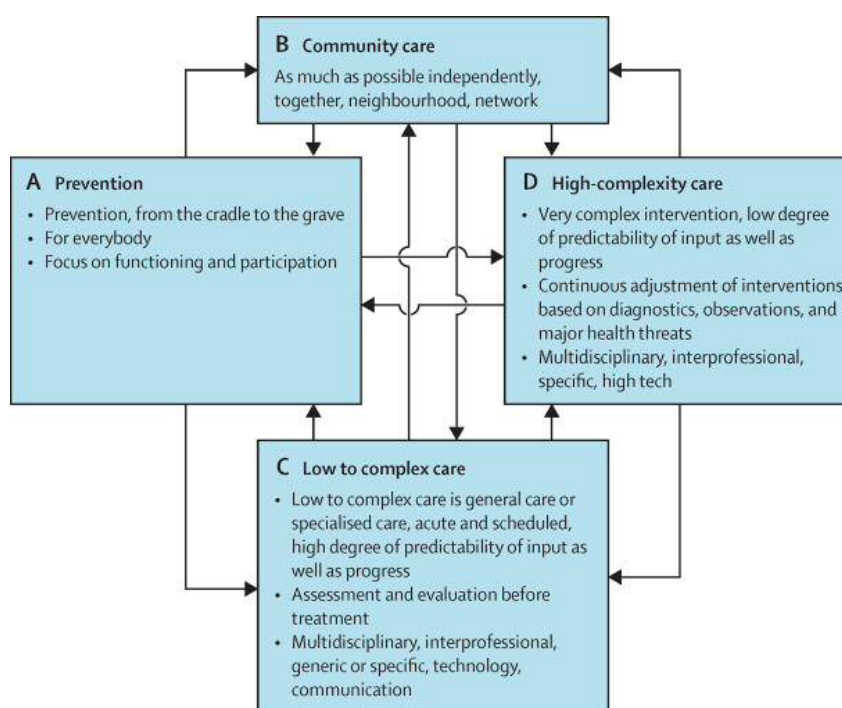 B Community care
As much as possible independently,
together, neighbourhood, network
A Prevention
• Prevention, from the cradle to the grave
• For everybody
• Focus on functioning and participation
D High-complexity care
• Very complex intervention, low degree
of predictability of input as well as
progress
• Continuous adjustment of interventions
based on diagnostics, observations, and
major health threats
• Multidisciplinary, interprofessional,
specific, high tech
C Low to complex care
• Low to complex care is general care or
specialised care, acute and scheduled,
high degree of predictability of input as
well as progress
• Assessment and evaluation before
treatment
• Multidisciplinary, interprofessional,
generic or specific, technology,
communication